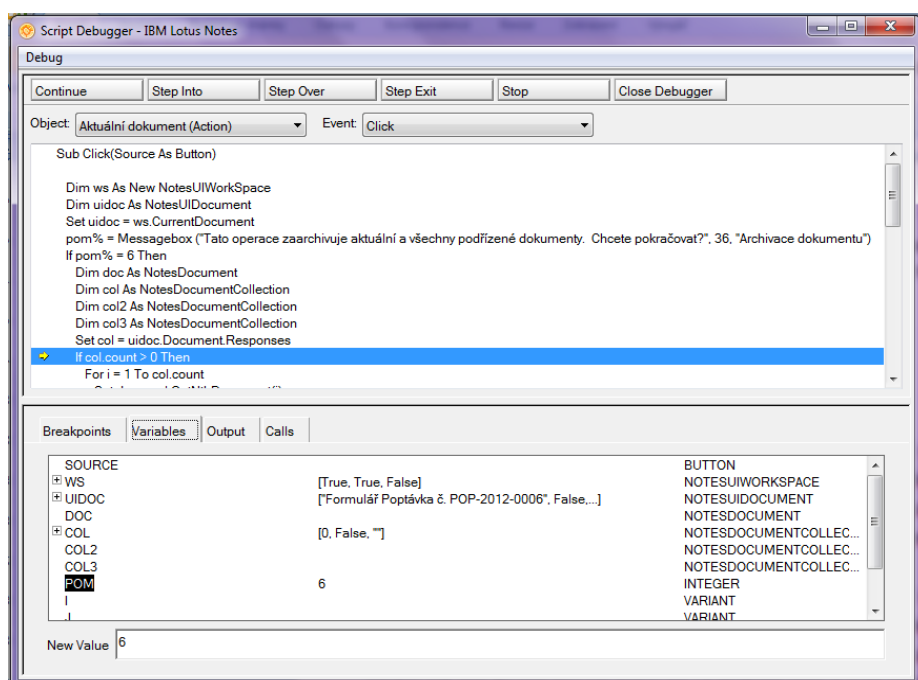 Script Debugger - IBM Lotus Notes
Debug
Continue Step Into Step Over Step Exit Stop Close Debugger
Object: Aktuální dokument (Action) Event: Click
Sub Click(Source As Button)
Dim ws As New NotesUIWorkSpace
Dim uidoc As NotesUIDocument
Set uidoc = ws.CurrentDocument
pom% = Messagebox ("Tato operace zaarchivuje aktuální a všechny podřízené dokumenty.  Chcete pokračovat?", 36, "Archivace dokumentu")
If pom% = 6 Then
Dim doc As NotesDocument
Dim col As NotesDocumentCollection
Dim col2 As NotesDocumentCollection
Dim col3 As NotesDocumentCollection
Set col = uidoc.Document.Responses
If col.count > 0 Then
For i = 1 To col.count
Breakpoints Variables Output Calls
SOURCE BUTTON
WS [True, True, False] NOTESUIWORKSPACE
UIDOC ["Formulář Poptávka č. POP-2012-0006", False,...] NOTESUIDOCUMENT
DOC NOTESDOCUMENT
COL [0, False, ""] NOTESDOCUMENTCOLLEC...
COL2 NOTESDOCUMENTCOLLEC...
COL3 NOTESDOCUMENTCOLLEC...
POM 6 INTEGER
I VARIANT
J VARIANT
New Value 6